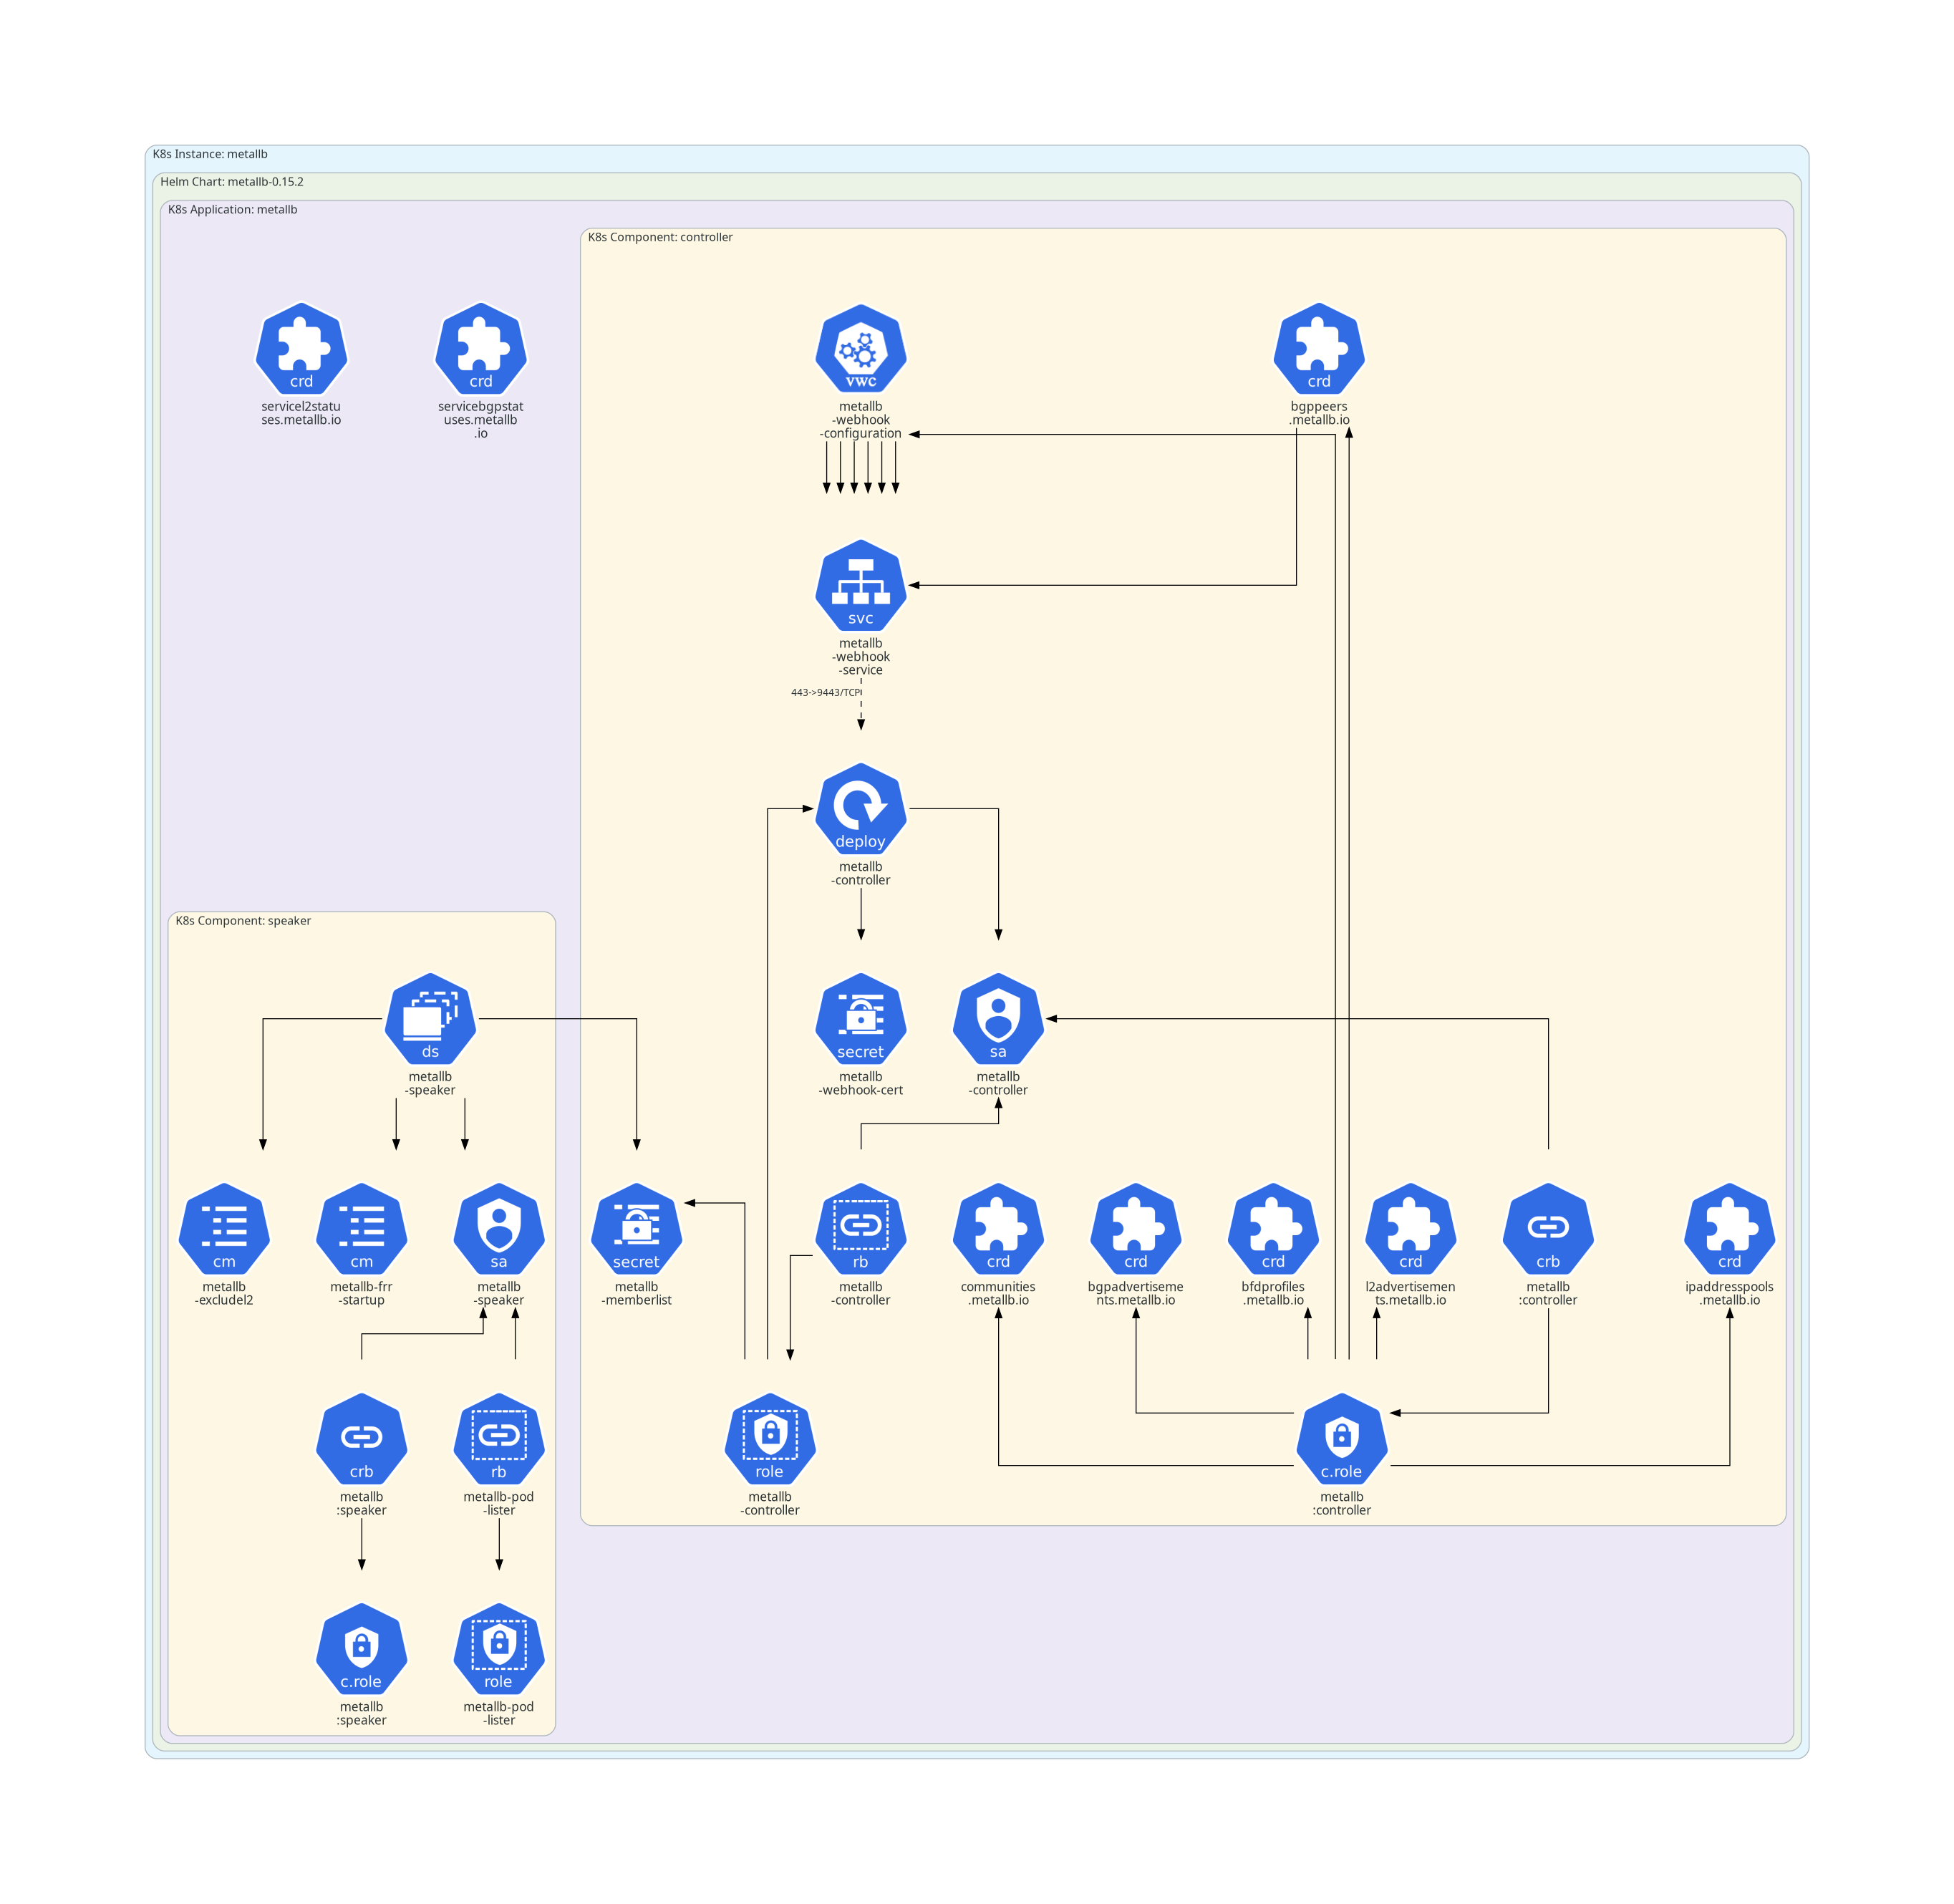 K8s Instance: metallb
Helm Chart: metallb-0.15.2
K8s Application: metallb
K8s Component: controller
crd
servicel2statu
ses.metallb.io
crd
servicebgpstat
uses.metallb
.io
vwc
metallb
-webhook
-configuration
crd
bgppeers
.metallb.io
svc
metallb
-webhook
-service
443->9443/TCP
deploy
metallb
-controller
K8s Component: speaker
ds
metallb
-speaker
secret
metallb
-webhook-cert
sa
metallb
-controller
cm
metallb
-excludel2
cm
metallb-frr
-startup
sa
metallb
-speaker
secret
metallb
-memberlist
rb
metallb
-controller
crd
communities
.metallb.io
crd
bgpadvertiseme
nts.metallb.io
crd
bfdprofiles
.metallb.io
crd
l2advertisemen
ts.metallb.io
crb
metallb
:controller
crd
ipaddresspools
.metallb.io
crb
metallb
:speaker
rb
metallb-pod
-lister
role
metallb
-controller
c.role
metallb
:controller
c.role
metallb
:speaker
role
metallb-pod
-lister